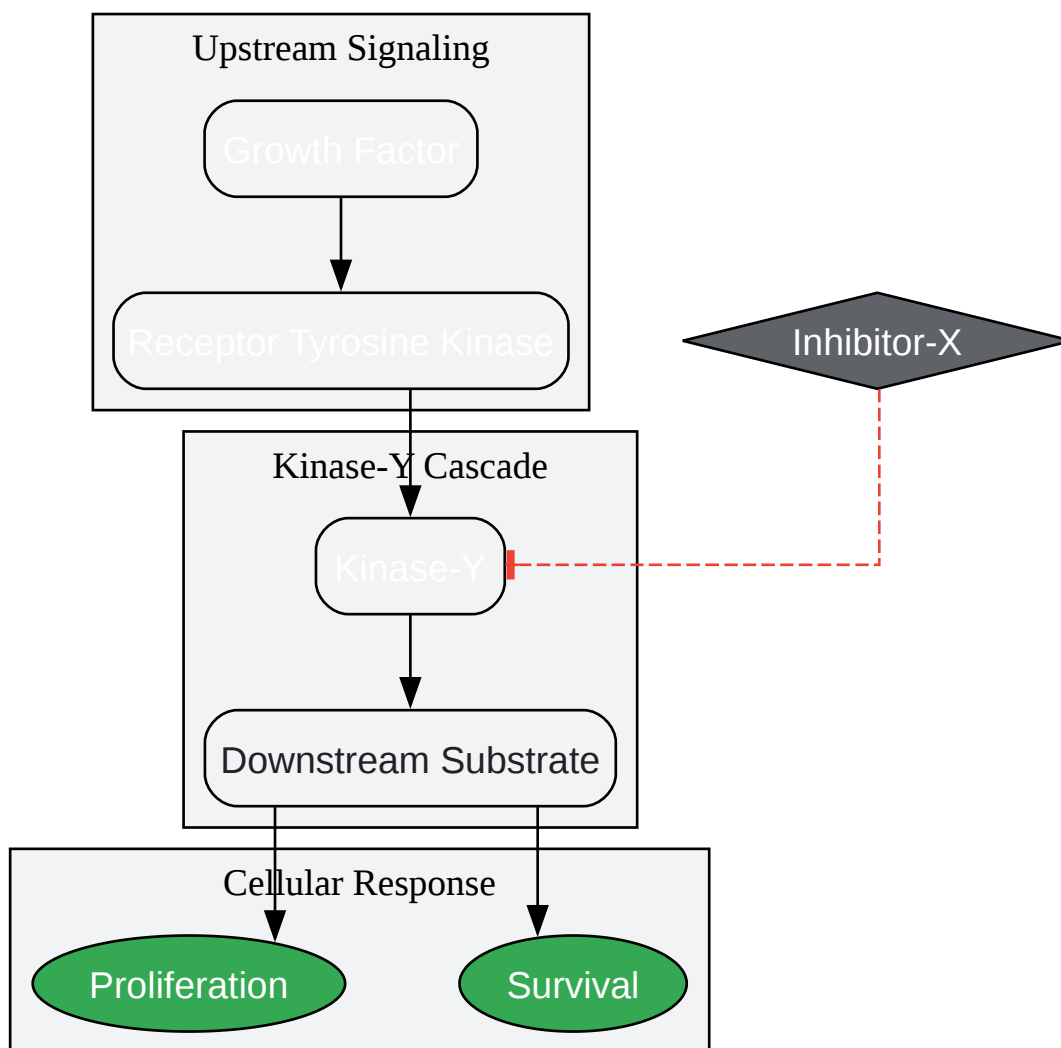 Upstream Signaling
Growth Factor
Receptor Tyrosine Kinase
Inhibitor-X
Kinase-Y Cascade
Kinase-Y
Downstream Substrate
Cellular Response
Proliferation
Survival